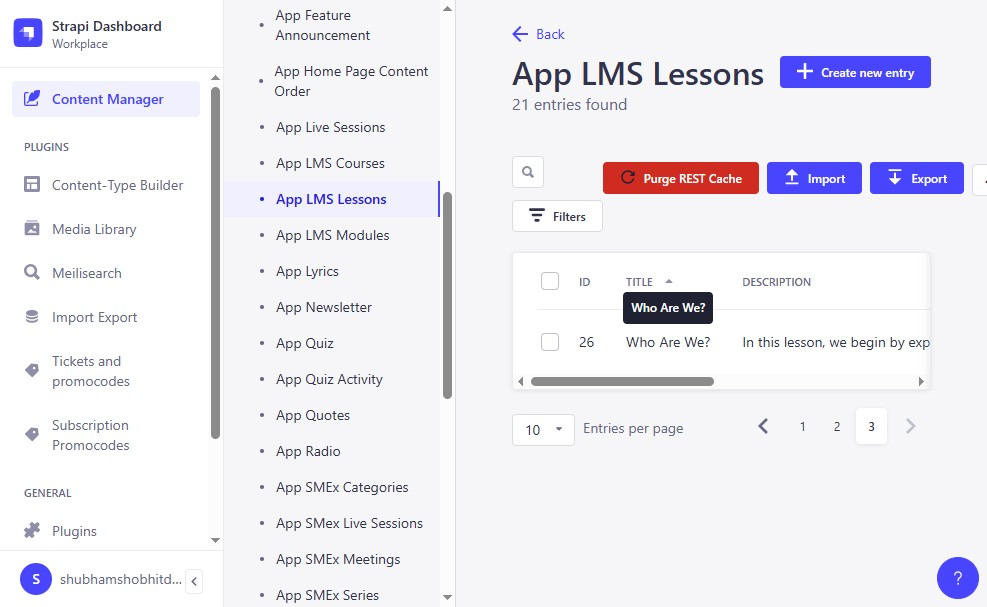 Strapi Dashboard
Workplace
Content Manager
PLUGINS
Content-Type Builder
Media Library
Meilisearch
Import Export
Tickets and
promocodes
Subscription
Promocodes
GENERAL
Plugins
S
shubhamshobhitd...
App Feature
Announcement
App Home Page Content
Order
App Live Sessions
App LMS Courses
App LMS Lessons
App LMS Modules
App Lyrics
App Newsletter
App Quiz
App Quiz Activity
App Quotes
App Radio
App SMEx Categories
App SMex Live Sessions
App SMEx Meetings
App SMEx Series
Back
App LMS Lessons
Create new entry
21 entries found
Purge REST Cache
Import
Export
Filters
ID TITLE DESCRIPTION
Who Are We?
26 Who Are We? In this lesson, we begin by exp
10 Entries per page
1 2 3
?